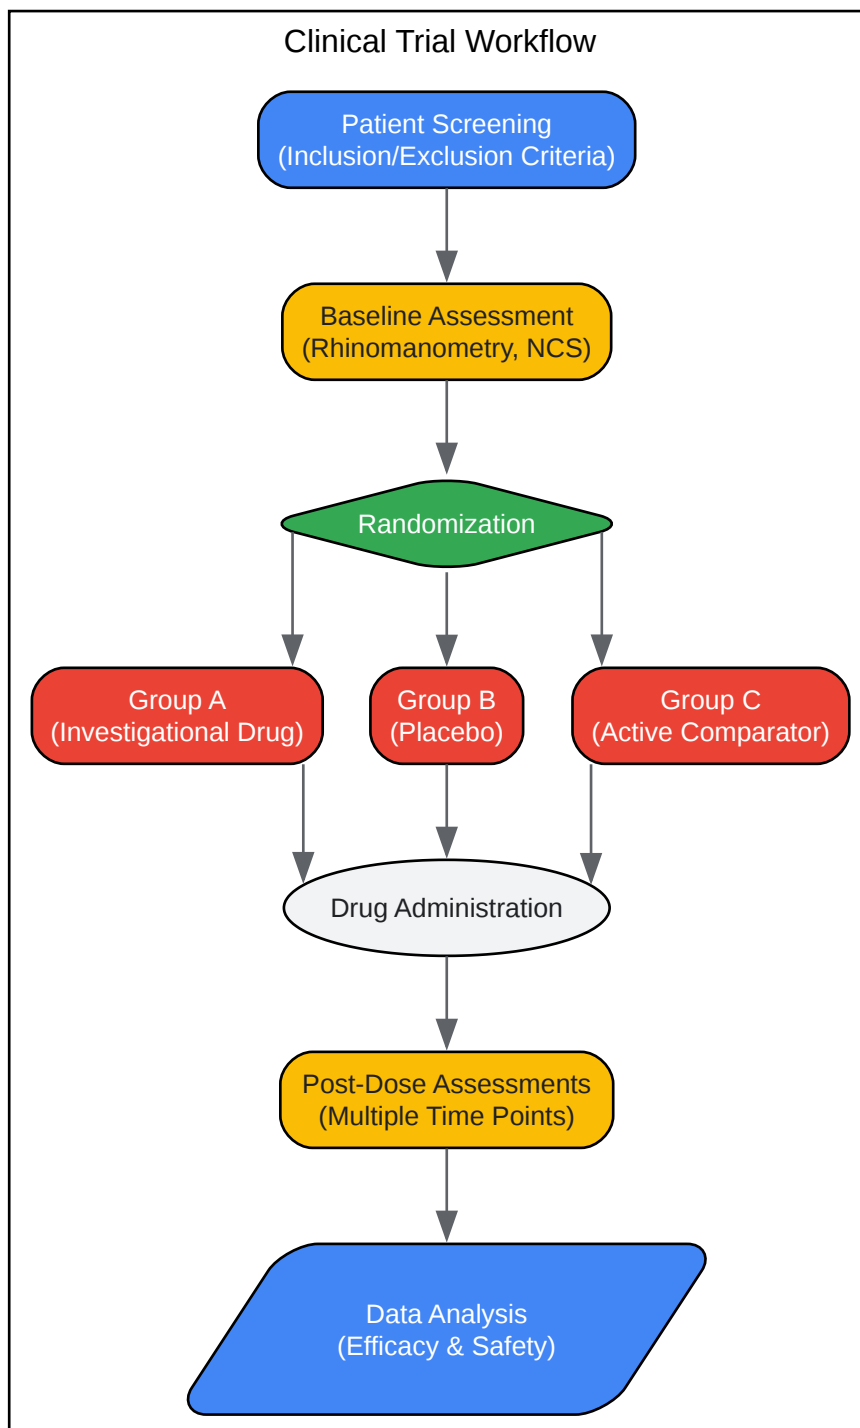 Clinical Trial Workflow
Patient Screening
(Inclusion/Exclusion Criteria)
Baseline Assessment
(Rhinomanometry, NCS)
Randomization
Group A
(Investigational Drug)
Group B
(Placebo)
Group C
(Active Comparator)
Drug Administration
Post-Dose Assessments
(Multiple Time Points)
Data Analysis
(Efficacy & Safety)